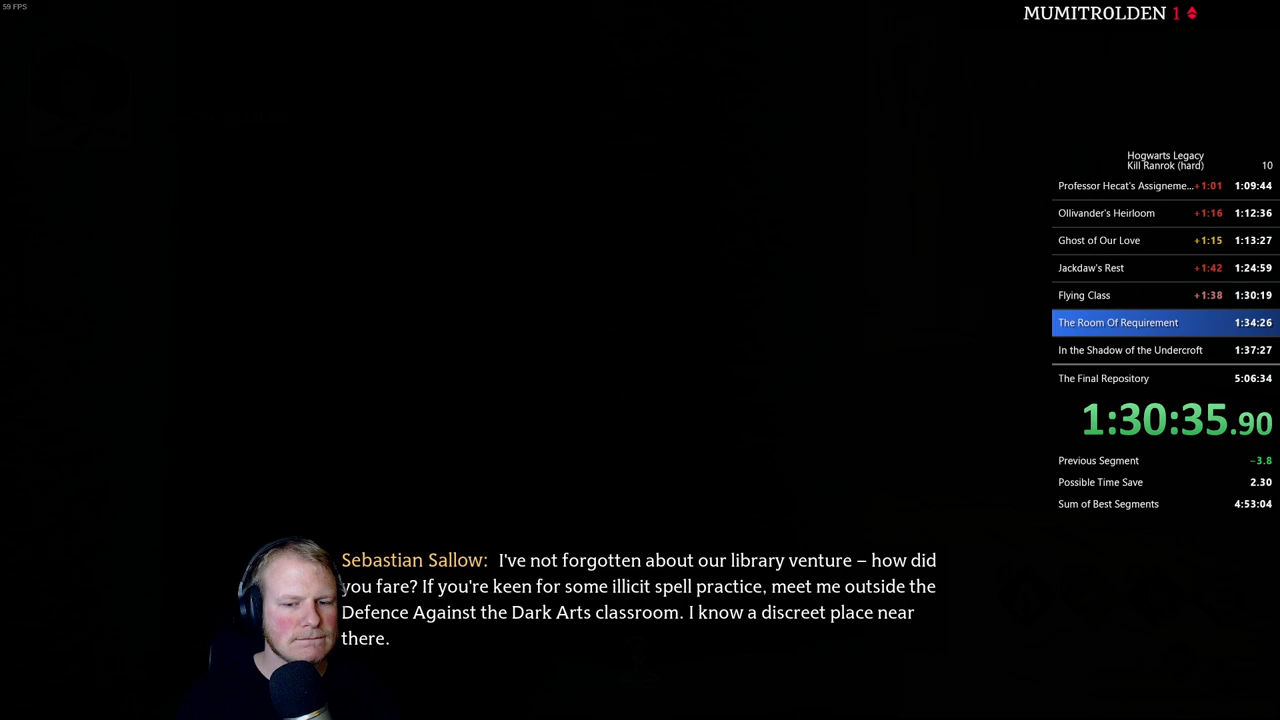 59 FPS
MUMITR0LDEN 1
Hogwarts Legacy
Kill Ranrok (hard) 10
Professor Hecat's Assigneme... +1:01 1:09:44
Ollivander's Heirloom +1:16 1:12:36
Ghost of Our Love +1:15 1:13:27
Jackdaw's Rest +1:42 1:24:59
Flying Class +1:38 1:30:19
The Room Of Requirement 1:34:26
In the Shadow of the Undercroft 1:37:27
The Final Repository 5:06:34
1:30:35.90
Previous Segment -3.8
Possible Time Save 2.30
Sum of Best Segments 4:53:04
Sebastian Sallow: I've not forgotten about our library venture – how did
you fare? If you're keen for some illicit spell practice, meet me outside the
Defence Against the Dark Arts classroom. I know a discreet place near
there.